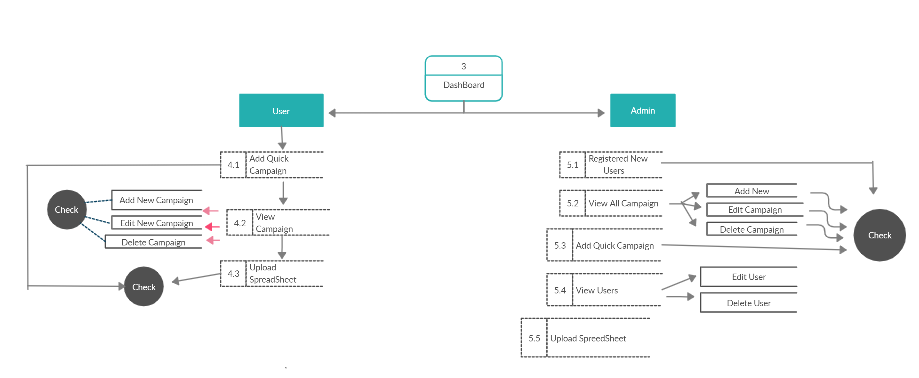 3
DashBoard
User
Admin
4.1 Add Quick
Campaign
Check
Add New Campaign
Edit New Campaign
Delete Campaign
4.2 View
Campaign
4.3 Upload
SpreadSheet
Check
5.1 Registered New
Users
5.2 View All Campaign
Add New
Edit Campaign
Delete Campaign
Check
5.3 Add Quick Campaign
5.4 View Users
Edit User
Delete User
5.5 Upload SpreedSheet